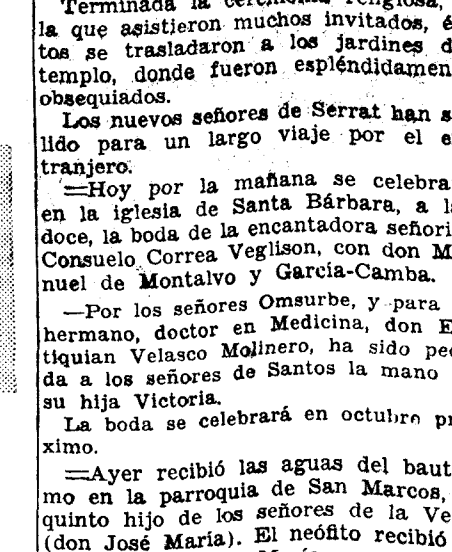 Terminada la ceremonia religiosa,
la que asistieron muchos invitados, é
tos se trasladaron a los jardines d
templo, donde fueron espléndidamen
obsequiados.
Los nuevos señores de Serrat han s
lido para un largo viaje por el e
tranjero.
=Hoy por la mañana se celebra
en la iglesia de Santa Bárbara, a l
doce, la boda de la encantadora señori
Consuelo Correa Veglison, con don M
nuel de Montalvo y García-Camba.
—Por los señores Omsurbe, y para
hermano, doctor en Medicina, don E
tiquian Velasco Molinero, ha sido pe
da a los señores de Santos la mano
su hija Victoria.
La boda se celebrará en octubre pr
ximo.
=Ayer recibió las aguas del baut
mo en la parroquia de San Marcos,
quinto hijo de los señores de la Ve
(don José María). El neófito recibió